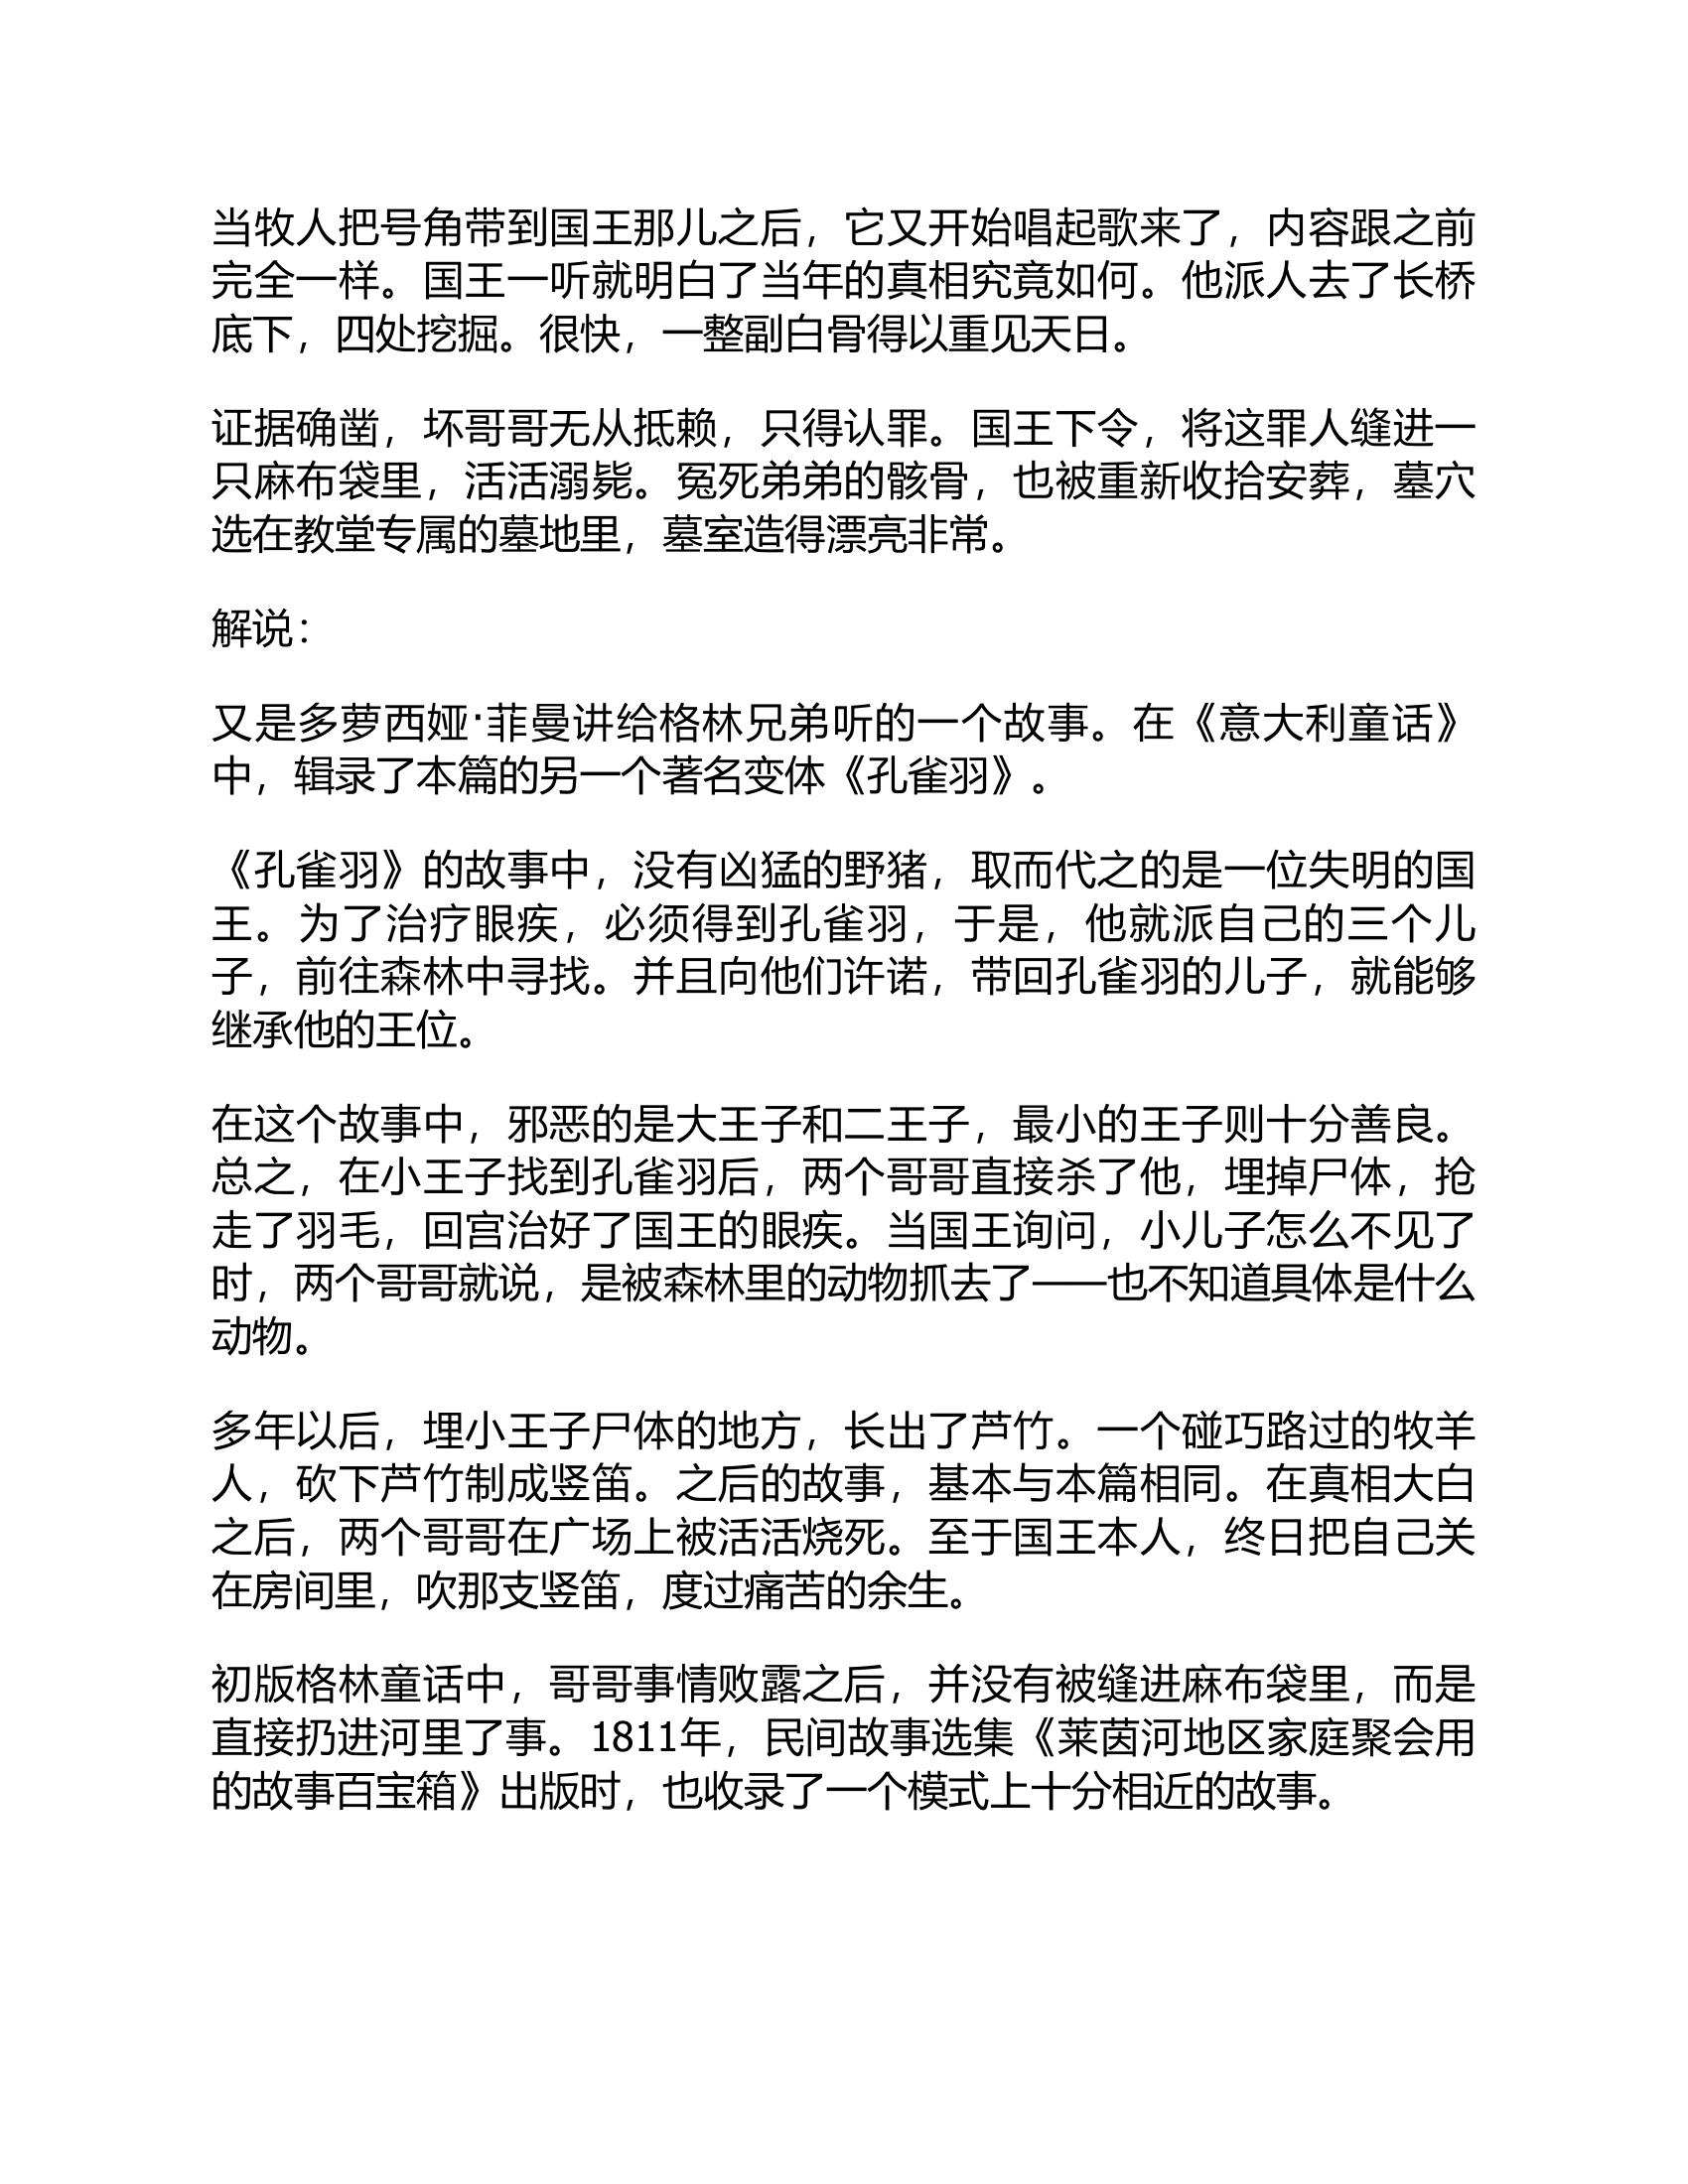 当牧人把号角带到国王那儿之后，它又开始唱起歌来了，内容跟之前
完全一样。国王一听就明白了当年的真相究竟如何。他派人去了长桥
底下，四处挖掘。很快，一整副白骨得以重见天日。
证据确凿，坏哥哥无从抵赖，只得认罪。国王下令，将这罪人缝进一
只麻布袋里，活活溺毙。冤死弟弟的骸骨，也被重新收拾安葬，墓穴
选在教堂专属的墓地里，墓室造得漂亮非常。
解说：
又是多萝西娅·菲曼讲给格林兄弟听的一个故事。在《意大利童话》
中，辑录了本篇的另一个著名变体《孔雀羽》。
《孔雀羽》的故事中，没有凶猛的野猪，取而代之的是一位失明的国
王。为了治疗眼疾，必须得到孔雀羽，于是，他就派自己的三个儿
子，前往森林中寻找。并且向他们许诺，带回孔雀羽的儿子，就能够
继承他的王位。
在这个故事中，邪恶的是大王子和二王子，最小的王子则十分善良。
总之，在小王子找到孔雀羽后，两个哥哥直接杀了他，埋掉尸体，抢
走了羽毛，回宫治好了国王的眼疾。当国王询问，小儿子怎么不见了
时，两个哥哥就说，是被森林里的动物抓去了——也不知道具体是什么
动物。
多年以后，埋小王子尸体的地方，长出了芦竹。一个碰巧路过的牧羊
人，砍下芦竹制成竖笛。之后的故事，基本与本篇相同。在真相大白
之后，两个哥哥在广场上被活活烧死。至于国王本人，终日把自己关
在房间里，吹那支竖笛，度过痛苦的余生。
初版格林童话中，哥哥事情败露之后，并没有被缝进麻布袋里，而是
直接扔进河里了事。1811年，民间故事选集《莱茵河地区家庭聚会用
的故事百宝箱》出版时，也收录了一个模式上十分相近的故事。